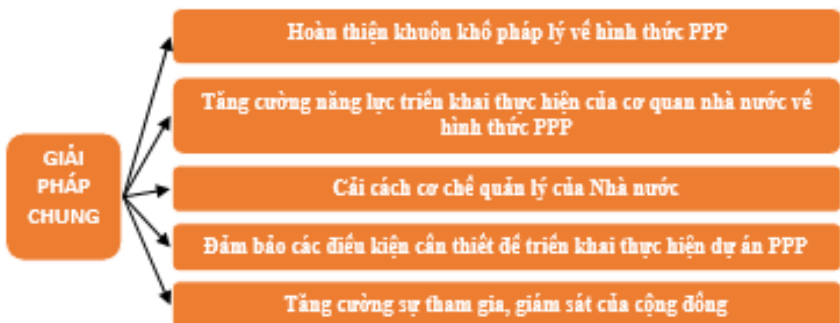 GIẢI
PHÁP
CHUNG
Hoàn thiện khuôn khổ pháp lý về hình thức PPP
Tăng cường năng lực triển khai thực hiện của cơ quan nhà nước về
hình thức PPP
Cải cách cơ chế quản lý của Nhà nước
Đảm bảo các điều kiện cần thiết để triển khai thực hiện dự án PPP
Tăng cường sự tham gia, giám sát của cộng đồng